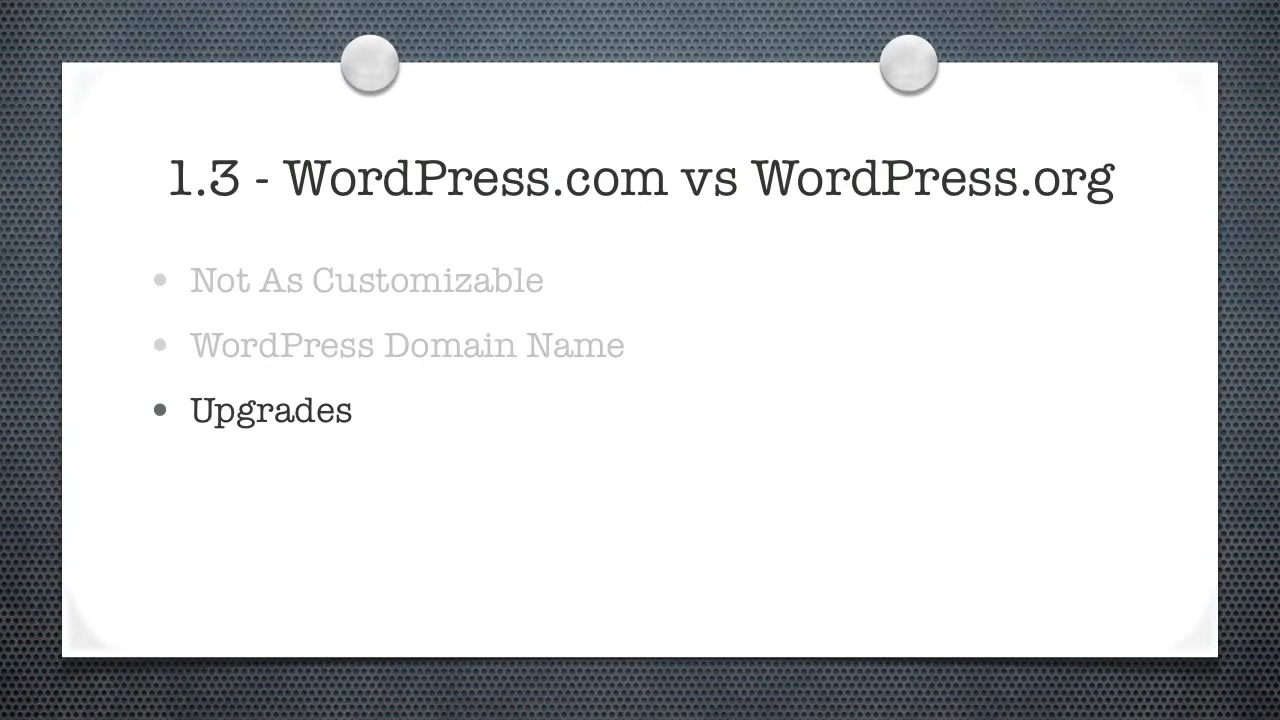 1.3 - WordPress.com vs WordPress.org
• Not As Customizable
• WordPress Domain Name
• Upgrades